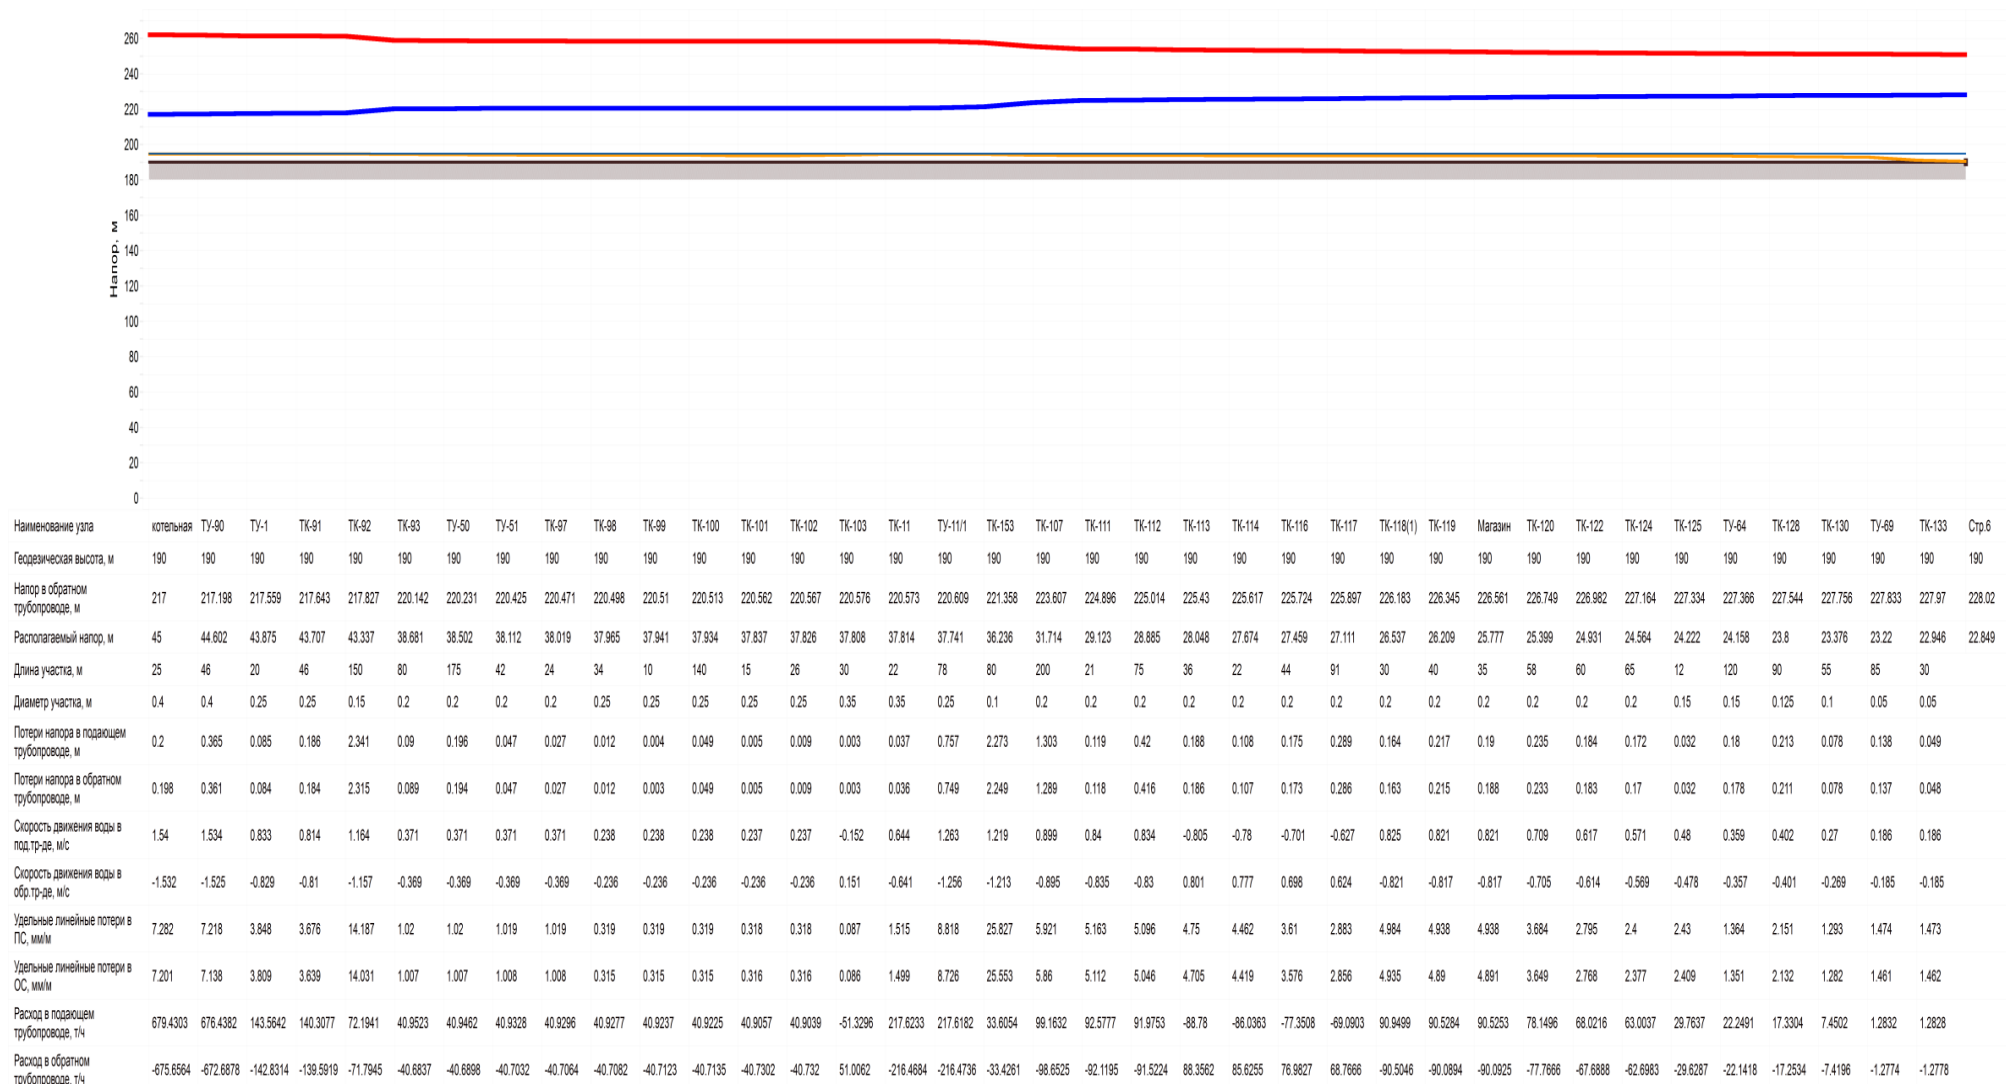 260
240
220
200
180
160
140
120
100
80
60
40
20
0
Напор, м
Наименование узла котельная ТУ-90 ТУ-1 ТК-91 ТК-92 ТК-93 ТУ-50 ТУ-51 ТК-97 ТК-98 ТК-99 ТК-100 ТК-101 ТК-102 ТК-103 ТК-11 ТУ-11/1 ТК-153 ТК-107 ТК-111 ТК-112 ТК-113 ТК-114 ТК-116 ТК-117 ТК-118(1) ТК-119 Магазин ТК-120 ТК-122 ТК-124 ТК-125 ТУ-64 ТК-128 ТК-130 ТУ-69 ТК-133 Стр.6
Геодезическая высота, м 190 190 190 190 190 190 190 190 190 190 190 190 190 190 190 190 190 190 190 190 190 190 190 190 190 190 190 190 190 190 190 190 190 190 190 190 190 190
Напор в обратном
трубопроводе, м 217 217.198 217.559 217.643 217.827 220.142 220.231 220.425 220.471 220.498 220.51 220.513 220.562 220.567 220.576 220.573 220.609 221.358 223.607 224.896 225.014 225.43 225.617 225.724 225.897 226.183 226.345 226.561 226.749 226.982 227.164 227.334 227.366 227.544 227.756 227.833 227.97 228.02
Располагаемый напор, м 45 44.602 43.875 43.707 43.337 38.681 38.502 38.112 38.019 37.965 37.941 37.934 37.837 37.826 37.808 37.814 37.741 36.236 31.714 29.123 28.885 28.048 27.674 27.459 27.111 26.537 26.209 25.777 25.399 24.931 24.564 24.222 24.158 23.8 23.376 23.22 22.946 22.849
Длина участка, м 25 46 20 46 150 80 175 42 24 34 10 140 15 26 30 22 78 80 200 21 75 36 22 44 91 30 40 35 58 60 65 12 120 90 55 85 30
Диаметр участка, м 0.4 0.4 0.25 0.25 0.15 0.2 0.2 0.2 0.2 0.25 0.25 0.25 0.25 0.25 0.35 0.35 0.25 0.1 0.2 0.2 0.2 0.2 0.2 0.2 0.2 0.2 0.2 0.2 0.2 0.2 0.2 0.15 0.15 0.125 0.1 0.05 0.05
Потери напора в подающем
трубопроводе, м 0.2 0.365 0.085 0.186 2.341 0.09 0.196 0.047 0.027 0.012 0.004 0.049 0.005 0.009 0.003 0.037 0.757 2.273 1.303 0.119 0.42 0.188 0.108 0.175 0.289 0.164 0.217 0.19 0.235 0.184 0.172 0.032 0.18 0.213 0.078 0.138 0.049
Потери напора в обратном
трубопроводе, м 0.198 0.361 0.084 0.184 2.315 0.089 0.194 0.047 0.027 0.012 0.003 0.049 0.005 0.009 0.003 0.036 0.749 2.249 1.289 0.118 0.416 0.186 0.107 0.173 0.286 0.163 0.215 0.188 0.233 0.183 0.17 0.032 0.178 0.211 0.078 0.137 0.048
Скорость движения воды в
под.тр-де, м/с 1.54 1.534 0.833 0.814 1.164 0.371 0.371 0.371 0.371 0.238 0.238 0.238 0.237 0.237 -0.152 0.644 1.263 1.219 0.899 0.84 0.834 -0.805 -0.78 -0.701 -0.627 0.825 0.821 0.821 0.709 0.617 0.571 0.48 0.359 0.402 0.27 0.186 0.186
Скорость движения воды в
обр.тр-де, м/с -1.532 -1.525 -0.829 -0.81 -1.157 -0.369 -0.369 -0.369 -0.369 -0.236 -0.236 -0.236 -0.236 -0.236 0.151 -0.641 -1.256 -1.213 -0.895 -0.835 -0.83 0.801 0.777 0.698 0.624 -0.821 -0.817 -0.817 -0.705 -0.614 -0.569 -0.478 -0.357 -0.401 -0.269 -0.185 -0.185
Удельные линейные потери в
ПС, мм/м 7.282 7.218 3.848 3.676 14.187 1.02 1.02 1.019 1.019 0.319 0.319 0.319 0.318 0.318 0.087 1.515 8.818 25.827 5.921 5.163 5.096 4.75 4.462 3.61 2.883 4.984 4.938 4.938 3.684 2.795 2.4 2.43 1.364 2.151 1.293 1.474 1.473
Удельные линейные потери в
ОС, мм/м 7.201 7.138 3.809 3.639 14.031 1.007 1.007 1.008 1.008 0.315 0.315 0.315 0.316 0.316 0.086 1.499 8.726 25.553 5.86 5.112 5.046 4.705 4.419 3.576 2.856 4.935 4.89 4.891 3.649 2.768 2.377 2.409 1.351 2.132 1.282 1.461 1.462
Расход в подающем
трубопроводе, т/ч 679.4303 676.4382 143.5642 140.3077 72.1941 40.9523 40.9462 40.9328 40.9296 40.9277 40.9237 40.9225 40.9057 40.9039 -51.3296 217.6233 217.6182 33.6054 99.1632 92.5777 91.9753 -88.78 -86.0363 -77.3508 -69.0903 90.9499 90.5284 90.5253 78.1496 68.0216 63.0037 29.7637 22.2491 17.3304 7.4502 1.2832 1.2828
Расход в обратном
трубопроводе, т/ч -675.6564 -672.6878 -142.8314 -139.5919 -71.7945 -40.6837 -40.6898 -40.7032 -40.7064 -40.7082 -40.7123 -40.7135 -40.7302 -40.732 51.0062 -216.4684 -216.4736 -33.4261 -98.6525 -92.1195 -91.5224 88.3562 85.6255 76.9827 68.7666 -90.5046 -90.0894 -90.0925 -77.7666 -67.6888 -62.6983 -29.6287 -22.1418 -17.2534 -7.4196 -1.2774 -1.2778